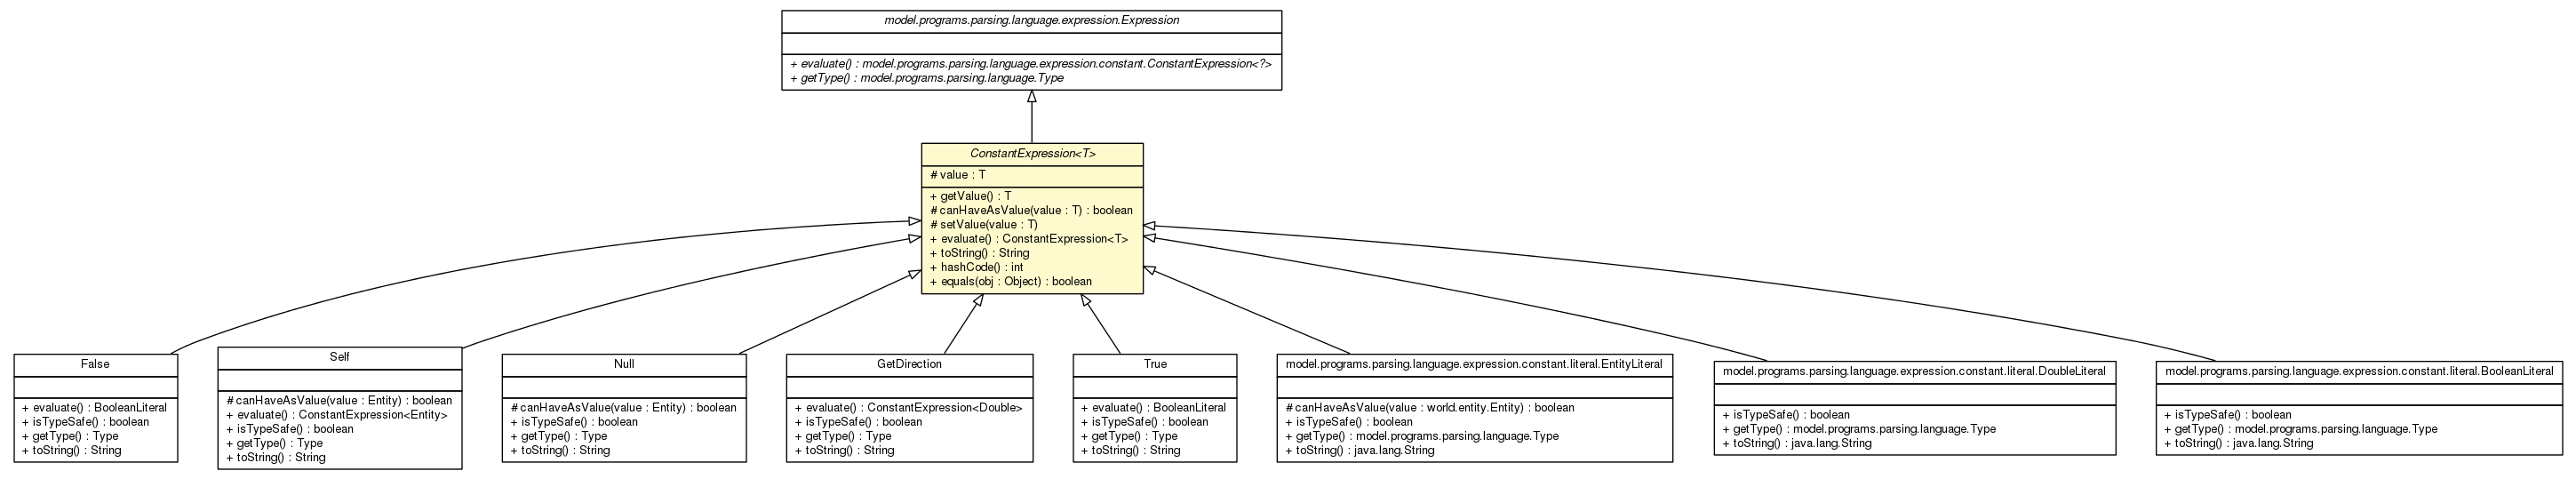 model.programs.parsing.language.expression.Expression
+ evaluate() : model.programs.parsing.language.expression.constant.ConstantExpression<?>
+ getType() : model.programs.parsing.language.Type
ConstantExpression<T>
# value : T
+ getValue() : T
# canHaveAsValue(value : T) : boolean
# setValue(value : T)
+ evaluate() : ConstantExpression<T>
+ toString() : String
+ hashCode() : int
+ equals(obj : Object) : boolean
False
+ evaluate() : BooleanLiteral
+ isTypeSafe() : boolean
+ getType() : Type
+ toString() : String
Self
# canHaveAsValue(value : Entity) : boolean
+ evaluate() : ConstantExpression<Entity>
+ isTypeSafe() : boolean
+ getType() : Type
+ toString() : String
Null
# canHaveAsValue(value : Entity) : boolean
+ isTypeSafe() : boolean
+ getType() : Type
+ toString() : String
GetDirection
+ evaluate() : ConstantExpression<Double>
+ isTypeSafe() : boolean
+ getType() : Type
+ toString() : String
True
+ evaluate() : BooleanLiteral
+ isTypeSafe() : boolean
+ getType() : Type
+ toString() : String
model.programs.parsing.language.expression.constant.literal.EntityLiteral
# canHaveAsValue(value : world.entity.Entity) : boolean
+ isTypeSafe() : boolean
+ getType() : model.programs.parsing.language.Type
+ toString() : java.lang.String
model.programs.parsing.language.expression.constant.literal.DoubleLiteral
+ isTypeSafe() : boolean
+ getType() : model.programs.parsing.language.Type
+ toString() : java.lang.String
model.programs.parsing.language.expression.constant.literal.BooleanLiteral
+ isTypeSafe() : boolean
+ getType() : model.programs.parsing.language.Type
+ toString() : java.lang.String